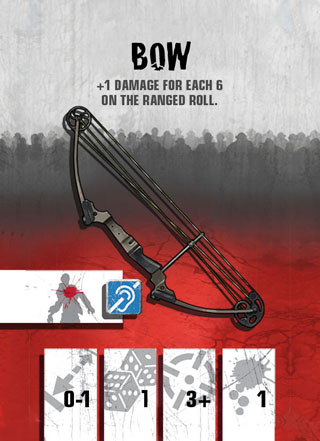 BOW
+1 DAMAGE FOR EACH 6
ON THE RANGED ROLL.
0-1 1 3+ 1